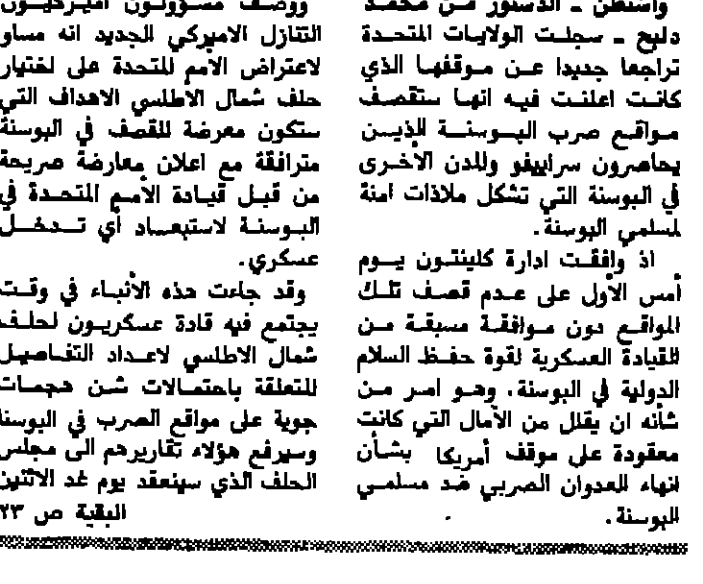 واشنطن ـ الدستور من محمد
دلبح ـ سجلت الولايات المتحدة
تراجعا جديدا عن موقفها الذي
كانت اعلنت فيه انها ستقصف
مواقع صرب البوسنة الذين
يحاصرون سراييفو والمدن الأخرى
في البوسنة التي تشكل ملاذات امنة
لمسلمي البوسنة.
اذ وافقت ادارة كلينتون يوم
أمس الأول على عدم قصف تلك
المواقع دون موافقة مسبقة من
القيادة العسكرية لقوة حفظ السلام
الدولية في البوسنة، وهو امر من
شأنه ان يقلل من الآمال التي كانت
معقودة على موقف أمريكا بشأن
انهاء العدوان الصربي ضد مسلمي
البوسنة.
ووصف مسؤولون اميركيون
التنازل الاميركي الجديد انه مساو
لاعتراض الامم المتحدة على اختيار
حلف شمال الاطلسي الاهداف التي
ستكون معرضة للقصف في البوسنة
مترافقة مع اعلان معارضة صريحة
من قبل قيادة الأمم المتحدة في
البوسنة لاستبعاد أي تدخل
عسكري.
وقد جاءت هذه الأنباء في وقت
يجتمع فيه قادة عسكريون لحلف
شمال الاطلسي لاعداد التفاصيل
المتعلقة باحتمالات شن هجمات
جوية على مواقع الصرب في البوسنة
وسيرفع هؤلاء تقاريرهم الى مجلس
الحلف الذي سينعقد يوم غد الاثنين
البقية ص ٢٣